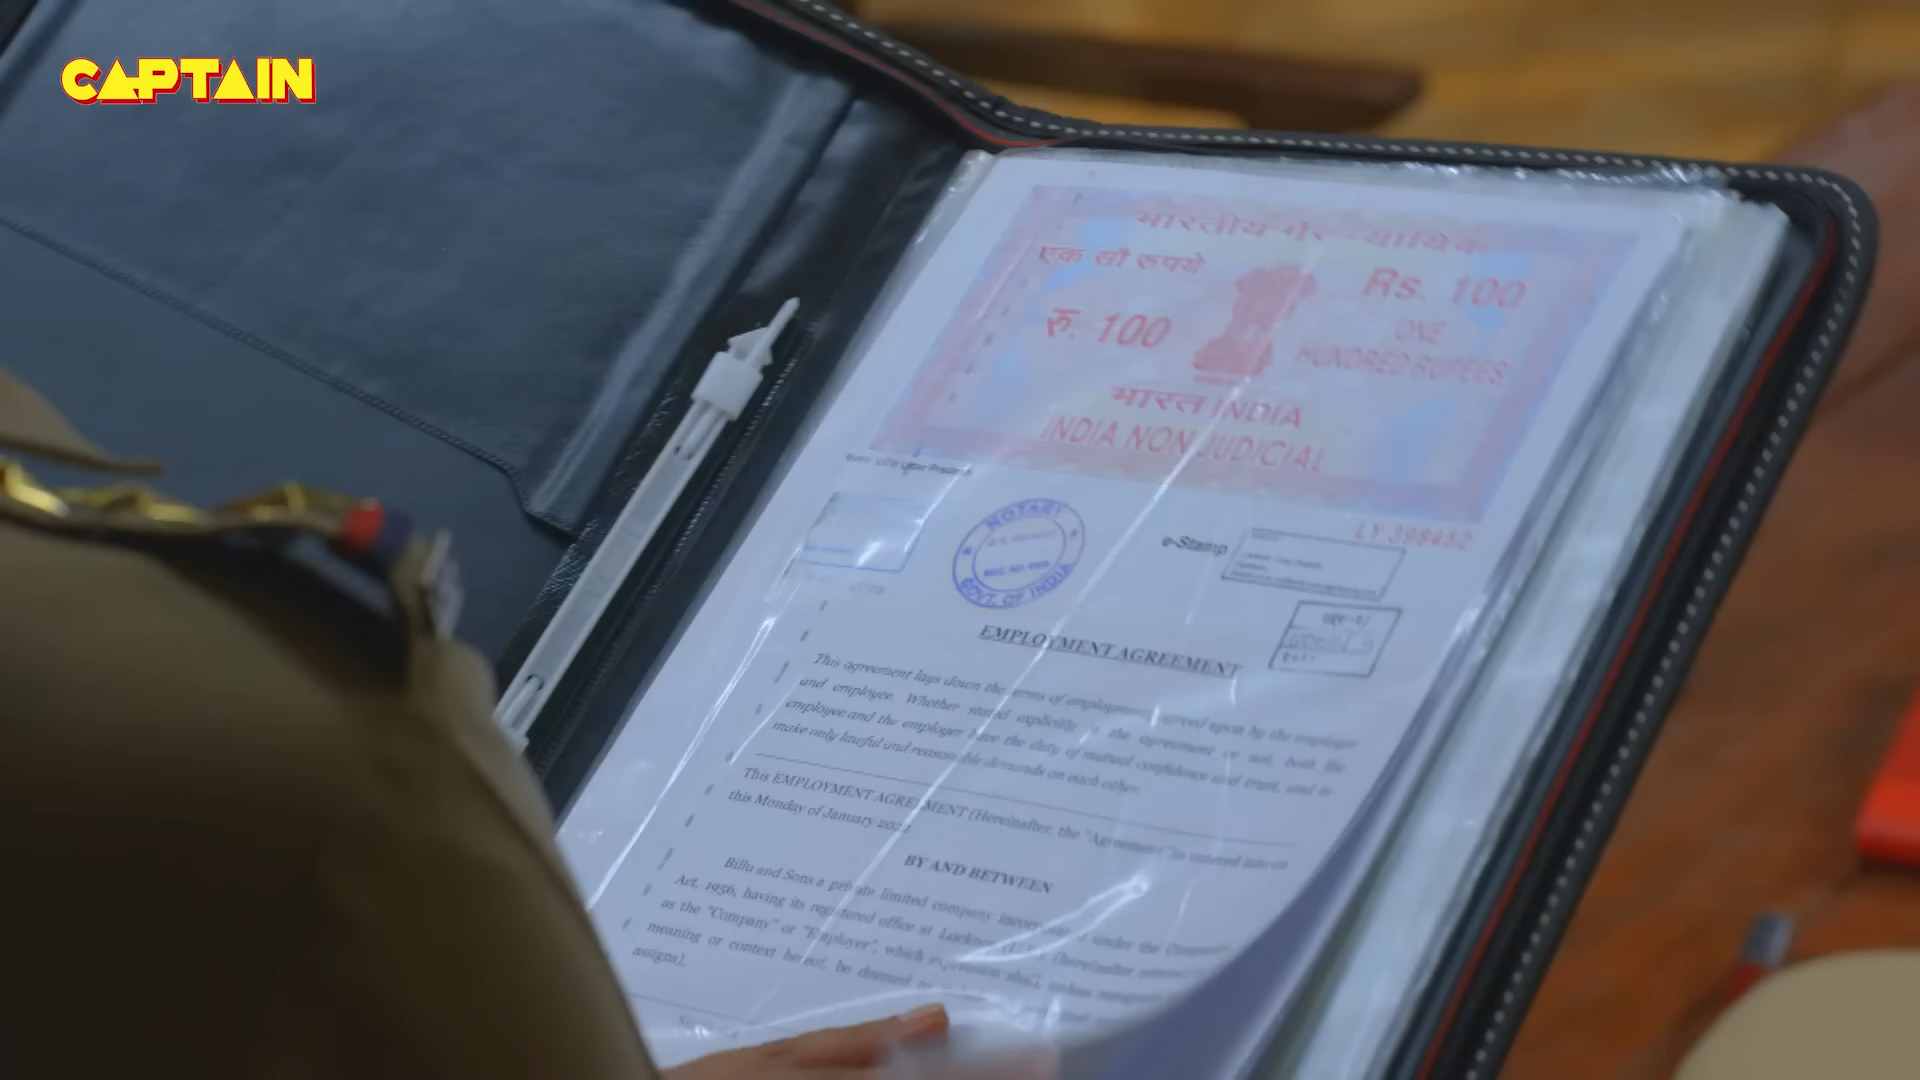 CAPTAIN
एक सौ रुपये
Rs. 100
रु. 100
ONE
HUNDRED RUPEES
भारत INDIA
INDIA NON JUDICIAL
LY 398452
NOTARY
GOVT. OF INDIA
e-Stamp
EMPLOYMENT AGREEMENT
This agreement lays down the terms of employment, agreed upon by the employer
and employee. Whether stated explicitly in the agreement or not, both the
employee and the employer have the duty of mutual confidence and trust, and to
make only lawful and reasonable demands on each other.
This EMPLOYMENT AGREEMENT (Hereinafter, the "Agreement" is entered into on
this Monday of January 2022
BY AND BETWEEN
Billu and Sons a private limited company under the
Act, 1956, having its registered office at Lucknow (hereinafter
as the "Company" or "Employer", which expression shall, unless
meaning or context hereof, be deemed to
assigns).